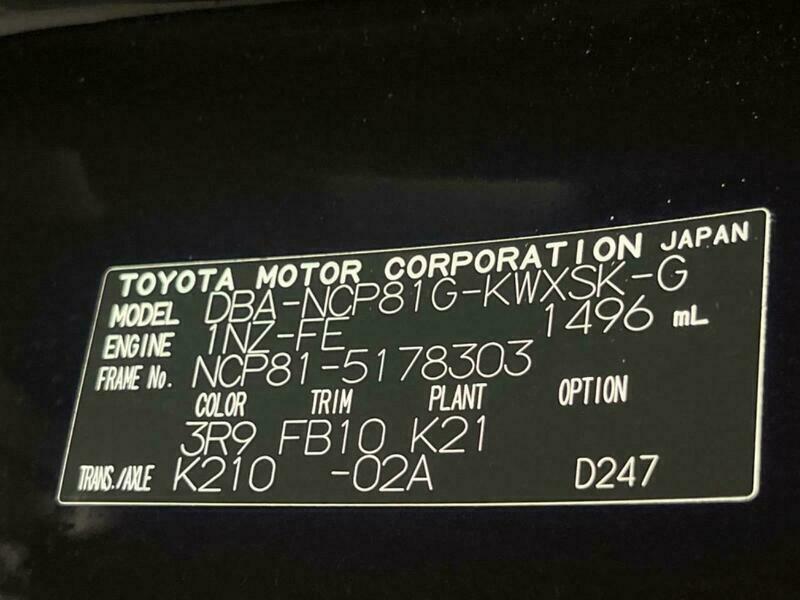 TOYOTA MOTOR CORPORATION JAPAN
MODEL DBA-NCP81G-KWXSK-G
ENGINE 1NZ-FE 1496 mL
FRAME No. NCP81-5178303
COLOR TRIM PLANT OPTION
3R9 FB10 K21
TRANS./AXLE K210 -02A D247